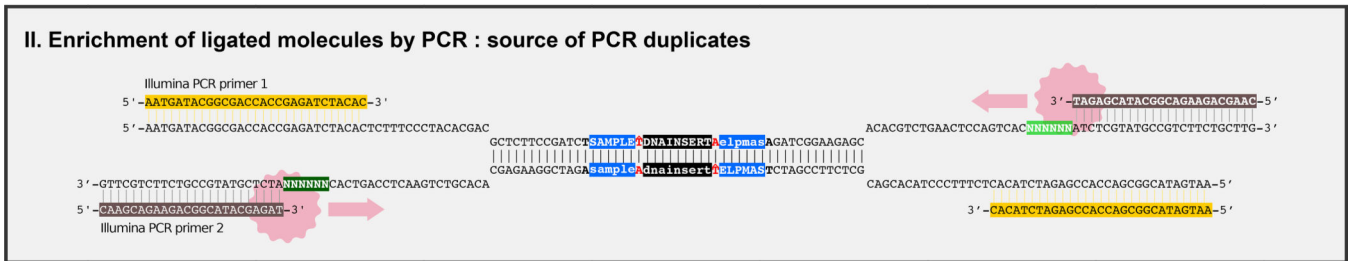 II. Enrichment of ligated molecules by PCR : source of PCR duplicates
Illumina PCR primer 1
5'-AATGATACGGCGACCACCGAGATCTACAC-3'
3'-TAGAGCATACGGCAGAAGACGAAC-5'
5'-AATGATACGGCGACCACCGAGATCTACACTCTTTCCCTACACGAC
ACACGTCTGAACTCCAGTCACNNNNNNATCTCGTATGCCGTCTTCTGCTTG-3'
GCTCTTCCGATCTSAMPLETDNAINSERTAelpmasAGATCGGAAGAGC
CGAGAAGGCTAGAsampleAdnainsertTELPMASTCTAGCCTTCTCG
3'-GTTCGTCTTCTGCCGTATGCTCTANNNNNNCACTGACCTCAAGTCTGCACA
CAGCACATCCCTTTCTCACATCTAGAGCCACCAGCGGCATAGTAA-5'
5'-CAAGCAGAAGACGGCATACGAGAT-3'
3'-CACATCTAGAGCCACCAGCGGCATAGTAA-5'
Illumina PCR primer 2